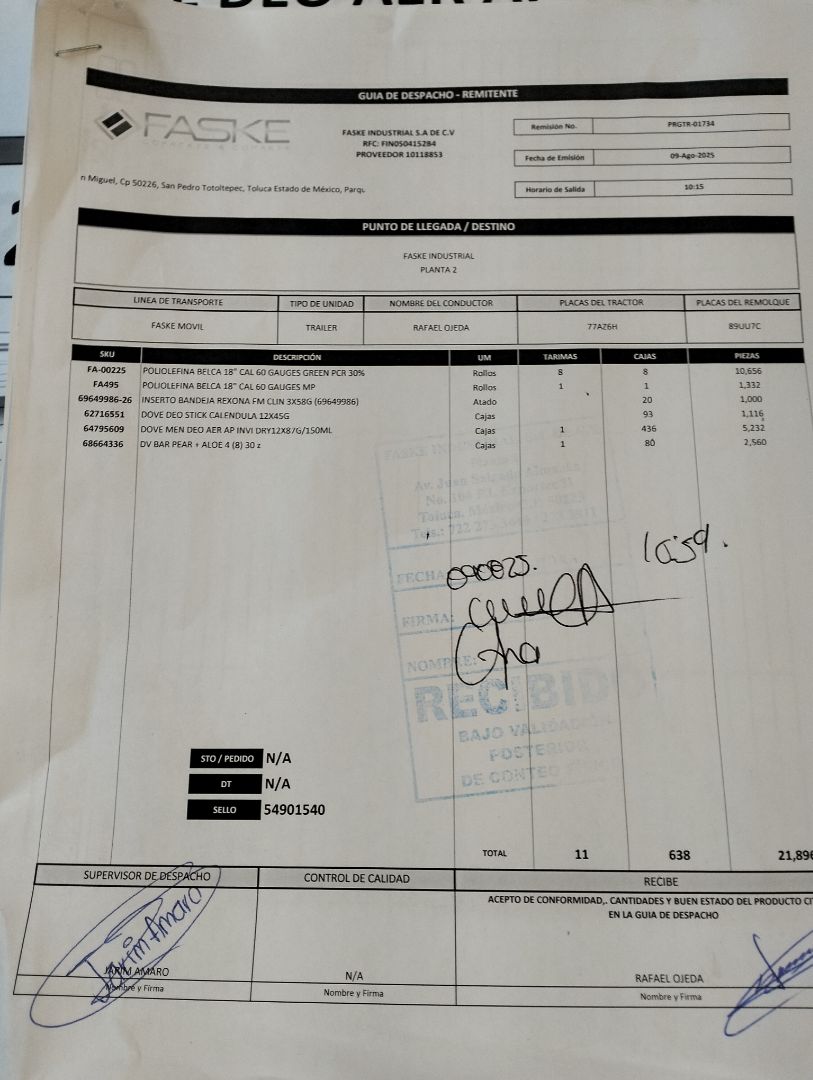 GUIA DE DESPACHO - REMITENTE
FASKE
FASKE INDUSTRIAL S.A DE C.V
RFC: FIN050415284
PROVEEDOR 10118853
Remisión No. PRGTR-01734
Fecha de Emisión 09-Ago-2025
Horario de Salida 10:15
n Miguel, Cp 50226, San Pedro Totoltepec, Toluca Estado de México, Parqu
PUNTO DE LLEGADA / DESTINO
FASKE INDUSTRIAL
PLANTA 2
LINEA DE TRANSPORTE TIPO DE UNIDAD NOMBRE DEL CONDUCTOR PLACAS DEL TRACTOR PLACAS DEL REMOLQUE
FASKE MOVIL TRAILER RAFAEL OJEDA 77AZ6H 89UU7C
SKU DESCRIPCIÓN UM TARIMAS CAJAS PIEZAS
FA-00225 POLIOLEFINA BELCA 18" CAL 60 GAUGES GREEN PCR 30% Rollos 8 8 10,656
FA495 POLIOLEFINA BELCA 18" CAL 60 GAUGES MP Rollos 1 1 1,332
69649986-26 INSERTO BANDEJA REXONA FM CLIN 3X58G (69649986) Atado 20 1,000
62716551 DOVE DEO STICK CALENDULA 12X45G Cajas 93 1,116
64795609 DOVE MEN DEO AER AP INVI DRY12X87G/150ML Cajas 1 436 5,232
68664336 DV BAR PEAR + ALOE 4 (8) 30 z Cajas 1 80 2,560
FECHA
FIRMA:
NOMBRE:
RECIBID
BAJO VALIDACIÓN
POSTERIOR
DE CONTEO
STO / PEDIDO N/A
DT N/A
SELLO 54901540
TOTAL 11 638 21,896
SUPERVISOR DE DESPACHO CONTROL DE CALIDAD RECIBE
ACEPTO DE CONFORMIDAD,. CANTIDADES Y BUEN ESTADO DEL PRODUCTO CI
EN LA GUIA DE DESPACHO
Jarim Amaro
JARIM AMARO N/A RAFAEL OJEDA
Nombre y Firma Nombre y Firma Nombre y Firma